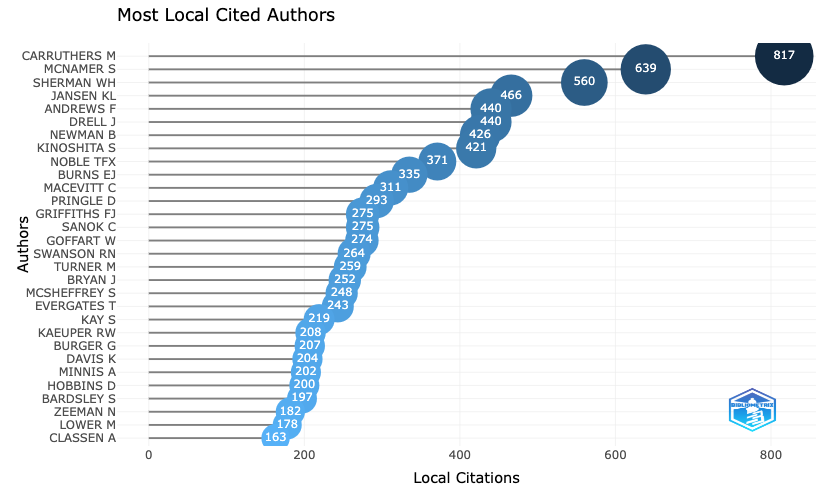 Most Local Cited Authors
CARRUTHERS M 817
MCNAMER S 639
SHERMAN WH 560
JANSEN KL 466
ANDREWS F 440
DRELL J 440
NEWMAN B 426
KINOSHITA S 421
NOBLE TFX 371
BURNS EJ 335
MACEVITT C 311
PRINGLE D 293
GRIFFITHS FJ 275
SANOK C 275
GOFFART W 274
SWANSON RN 264
TURNER M 259
BRYAN J 252
MCSHEFFREY S 248
EVERGATES T 243
KAY S 219
KAEUPER RW 208
BURGER G 207
DAVIS K 204
MINNIS A 202
HOBBINS D 200
BARDSLEY S 197
ZEEMAN N 182
LOWER M 178
CLASSEN A 163
Authors
0 200 400 600 800
Local Citations
BIBLIOMETRIX